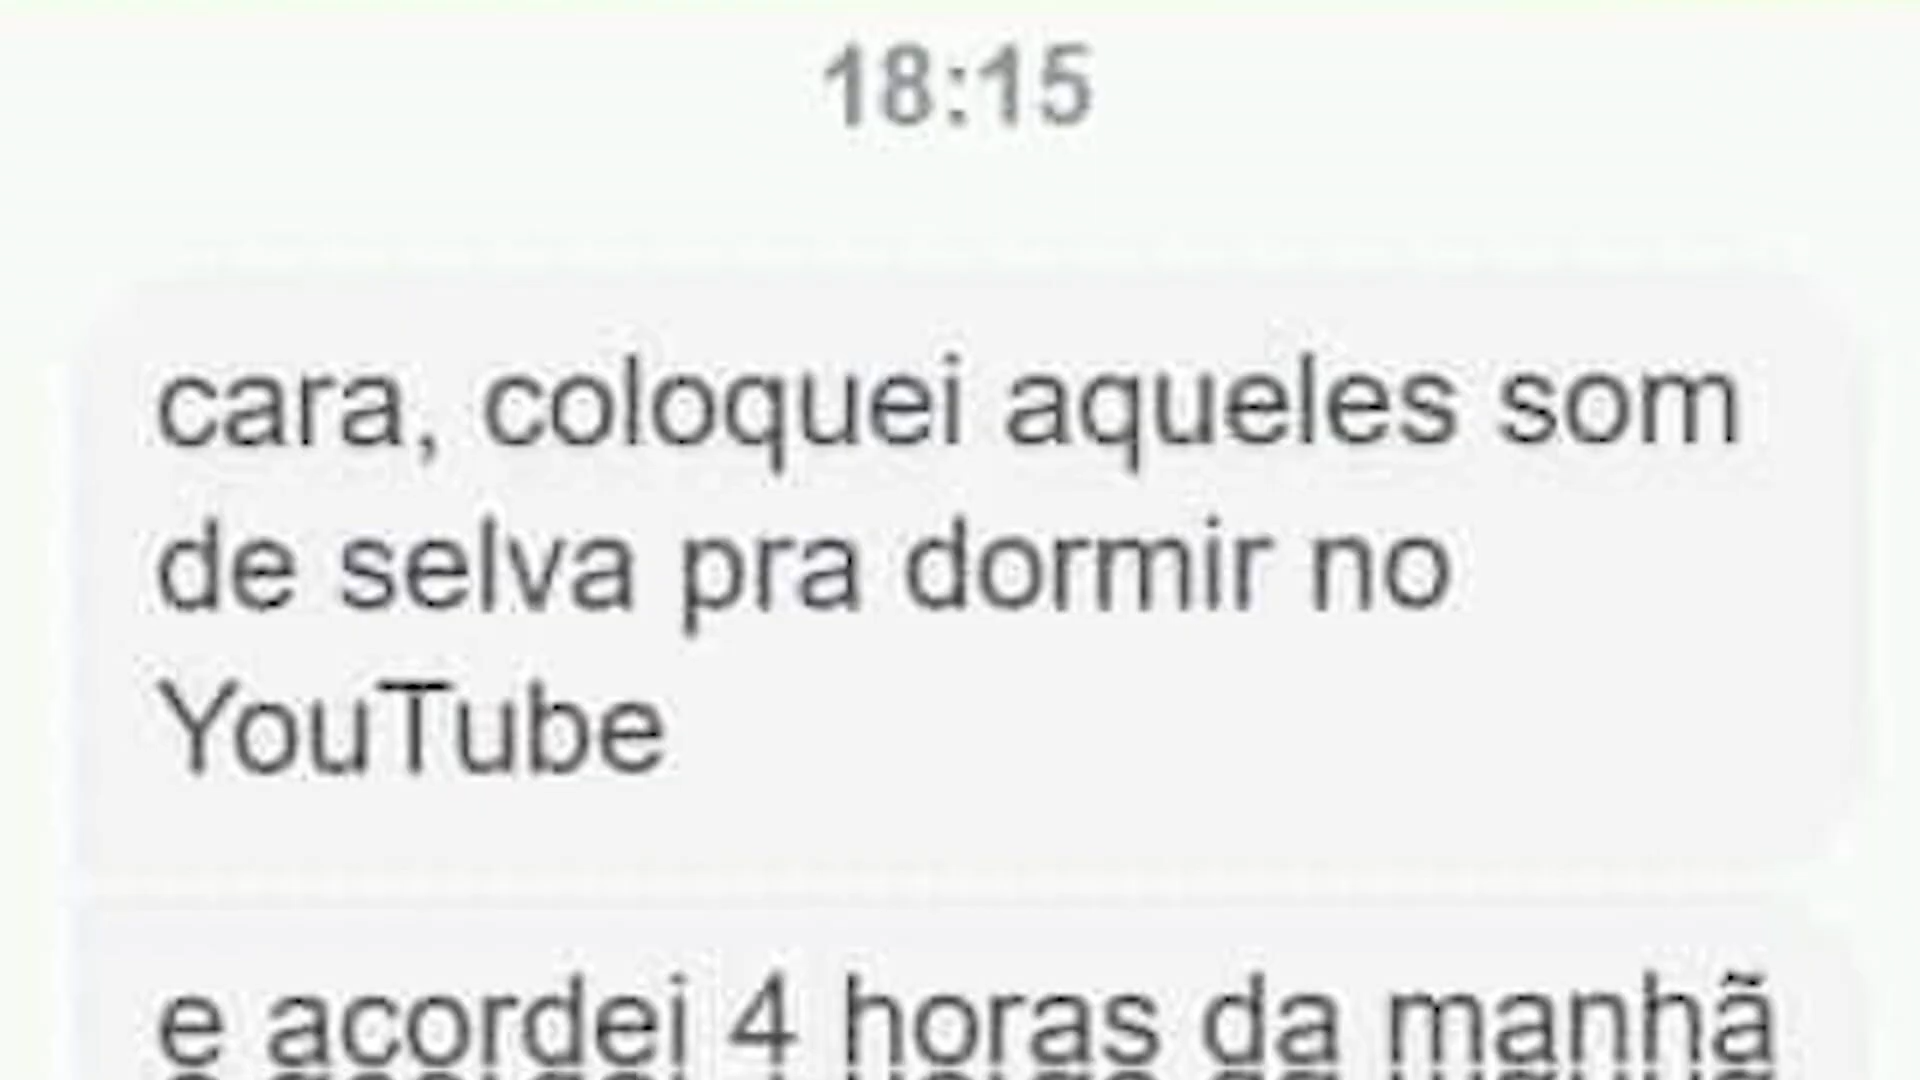 18:15
cara, coloquei aqueles som
de selva pra dormir no
YouTube
e acordei 4 horas da manhã